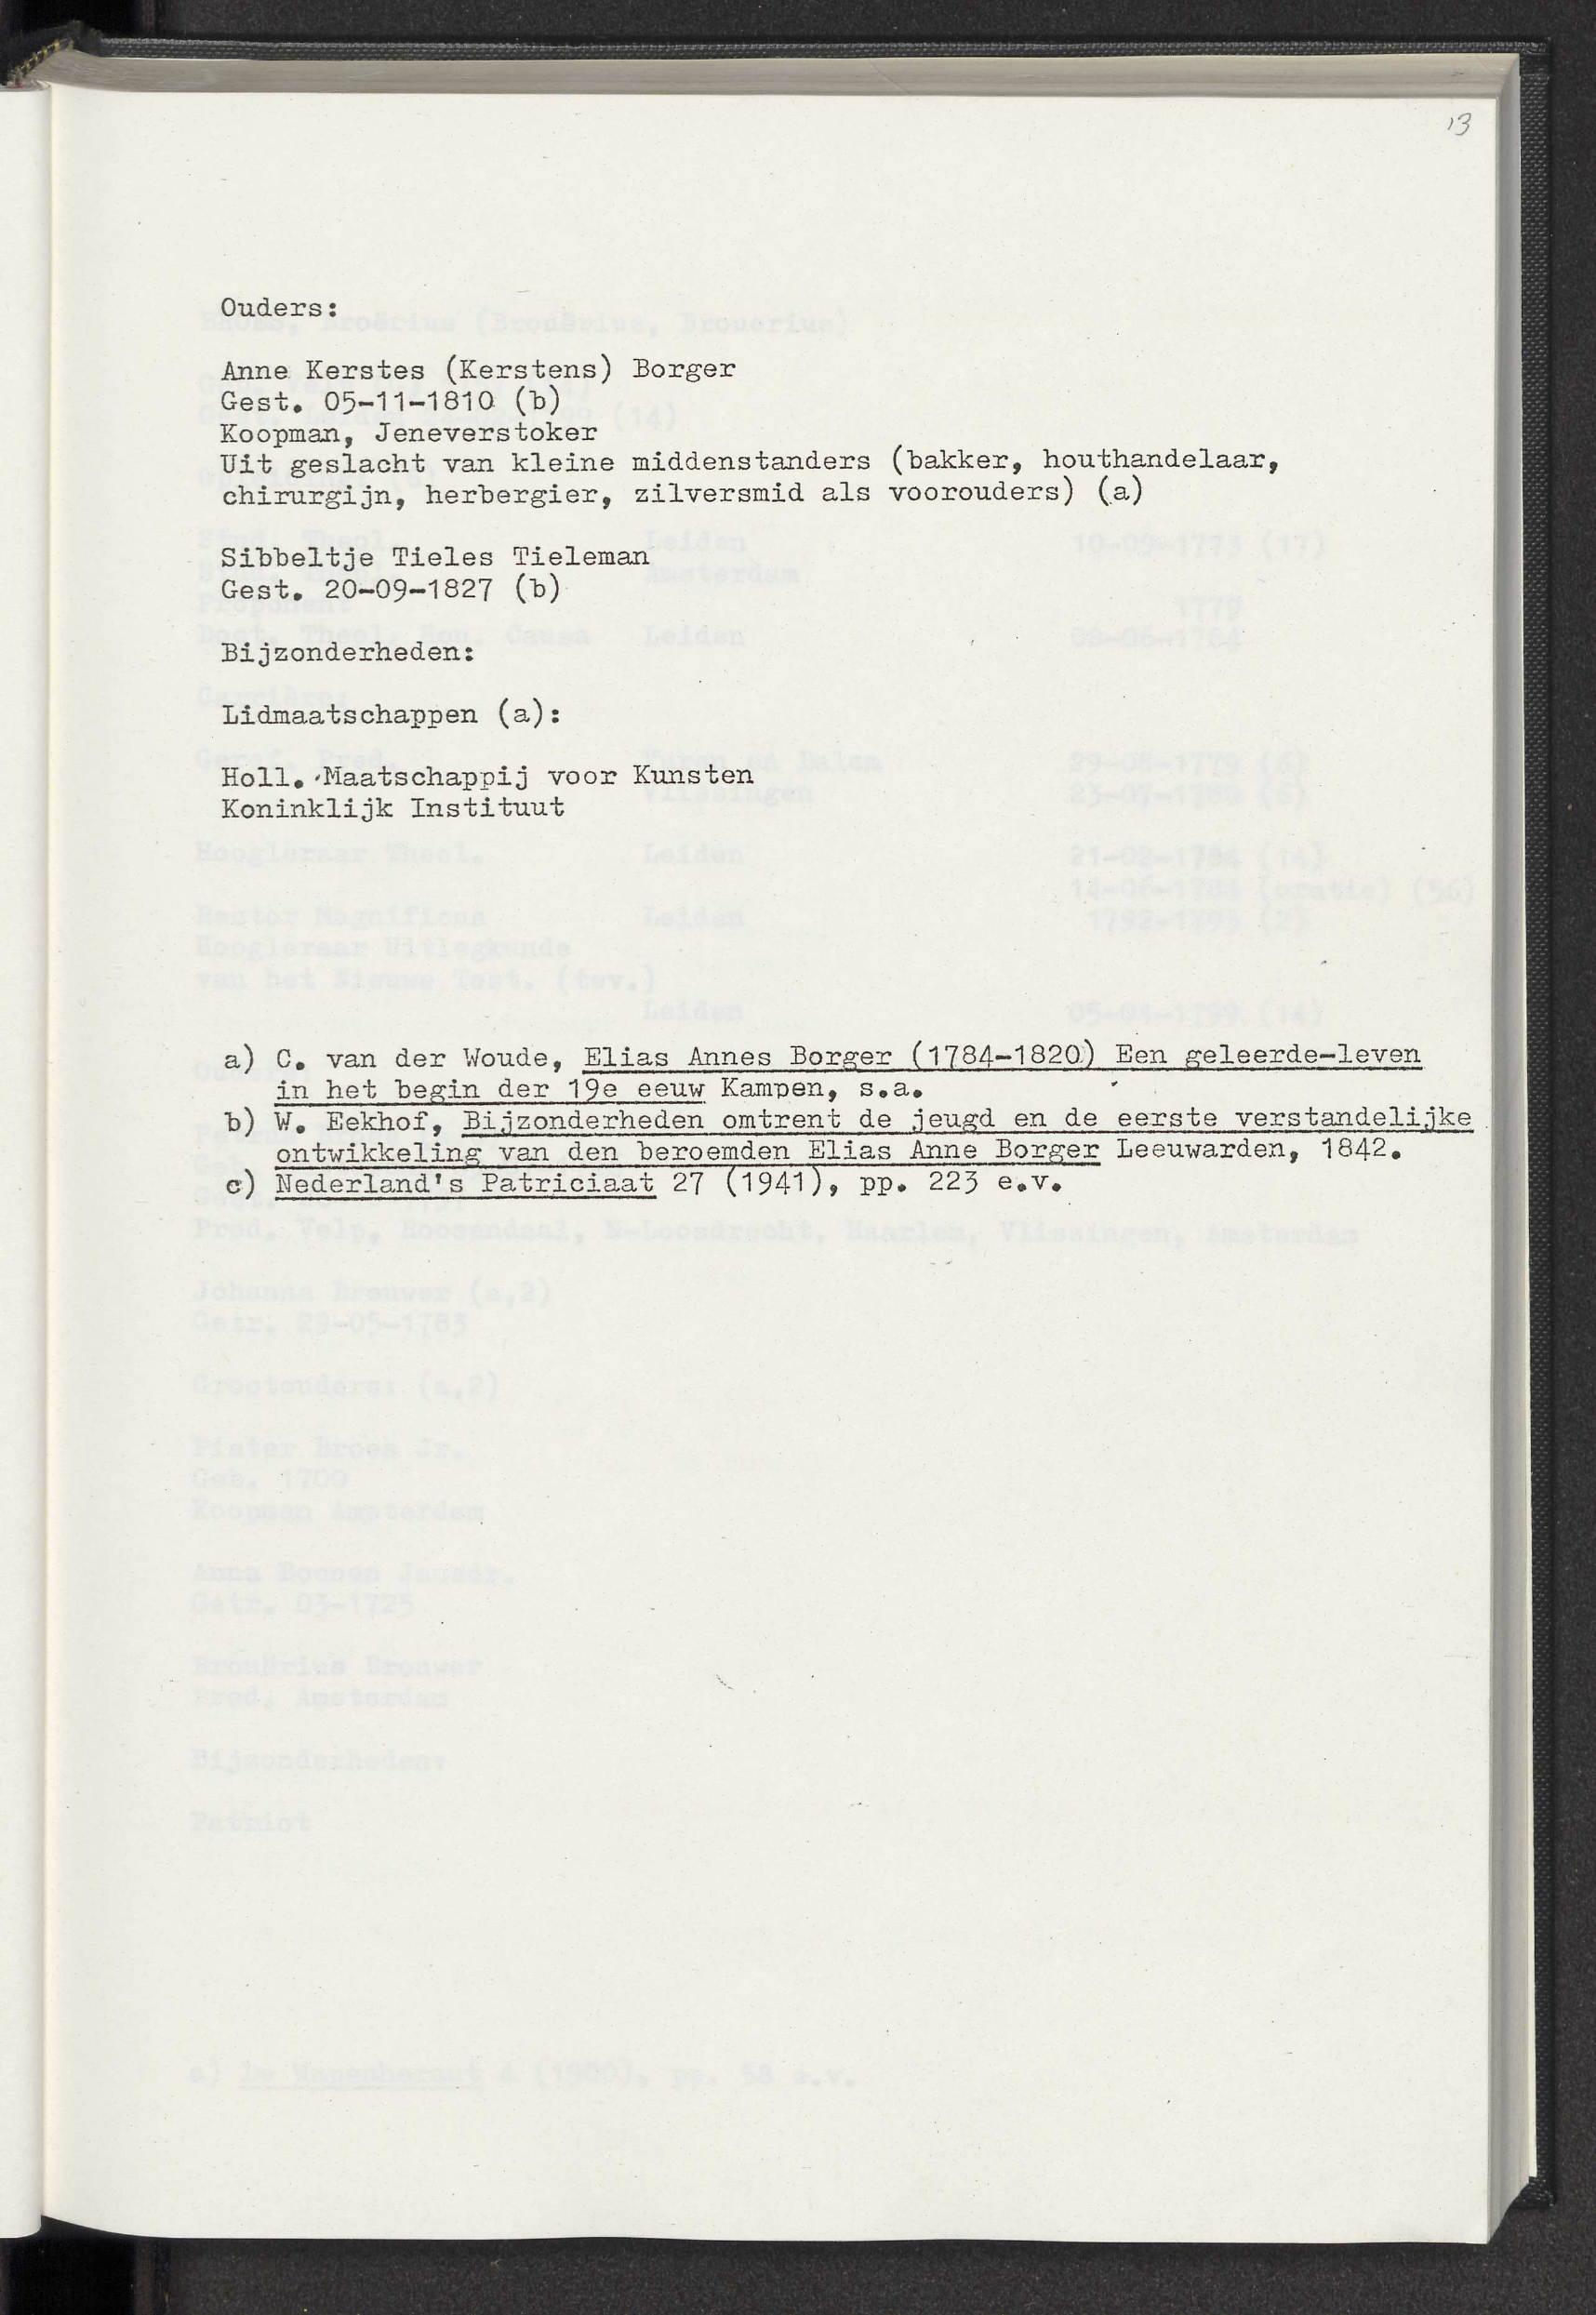 13
Ouders:
Anne Kerstes (Kerstens) Borger
Gest. 05-11-1810 (b)
Koopman, Jeneverstoker
Uit geslacht van kleine middenstanders (bakker, houthandelaar,
chirurgijn, herbergier, zilversmid als voorouders) (a)
Sibbeltje Tieles Tieleman
Gest. 20-09-1827 (b)
Bijzonderheden:
Lidmaatschappen (a):
Holl. Maatschappij voor Kunsten
Koninklijk Instituut
a) C. van der Woude, Elias Annes Borger (1784-1820) Een geleerde-leven
in het begin der 19e eeuw Kampen, s.a.
b) W. Eekhof, Bijzonderheden omtrent de jeugd en de eerste verstandelijke
ontwikkeling van den beroemden Elias Anne Borger Leeuwarden, 1842.
c) Nederland's Patriciaat 27 (1941), pp. 223 e.v.